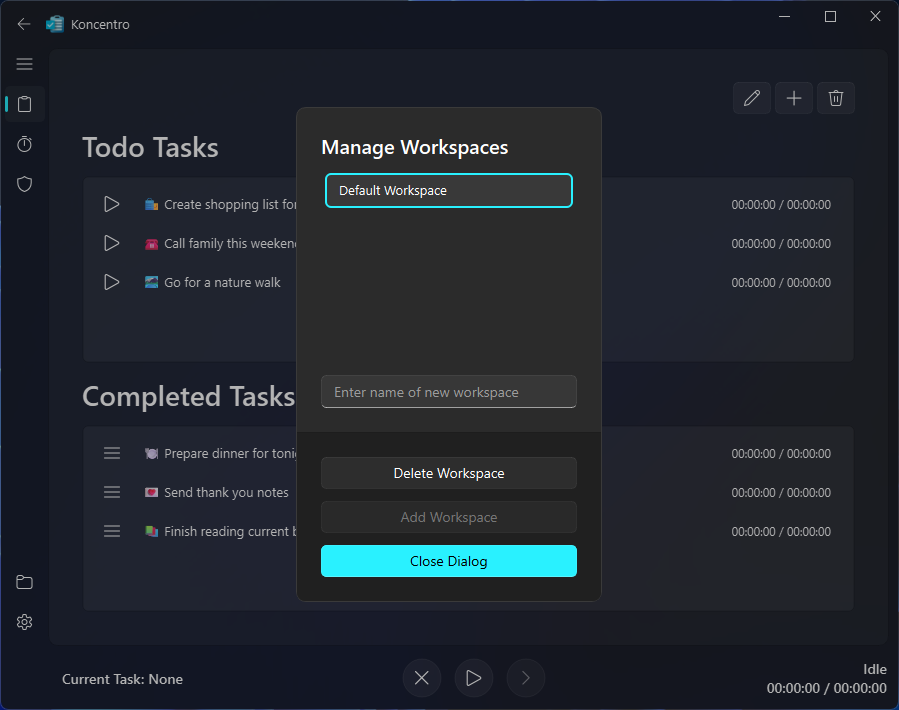 Koncentro
Manage Workspaces
Default Workspace
Enter name of new workspace
Delete Workspace
Add Workspace
Close Dialog
Todo Tasks
Create shopping list for
00:00:00 / 00:00:00
Call family this weekend
00:00:00 / 00:00:00
Go for a nature walk
00:00:00 / 00:00:00
Completed Tasks
Prepare dinner for
00:00:00 / 00:00:00
Send thank you notes
00:00:00 / 00:00:00
Finish reading current
00:00:00 / 00:00:00
Current Task: None
Idle
00:00:00 / 00:00:00